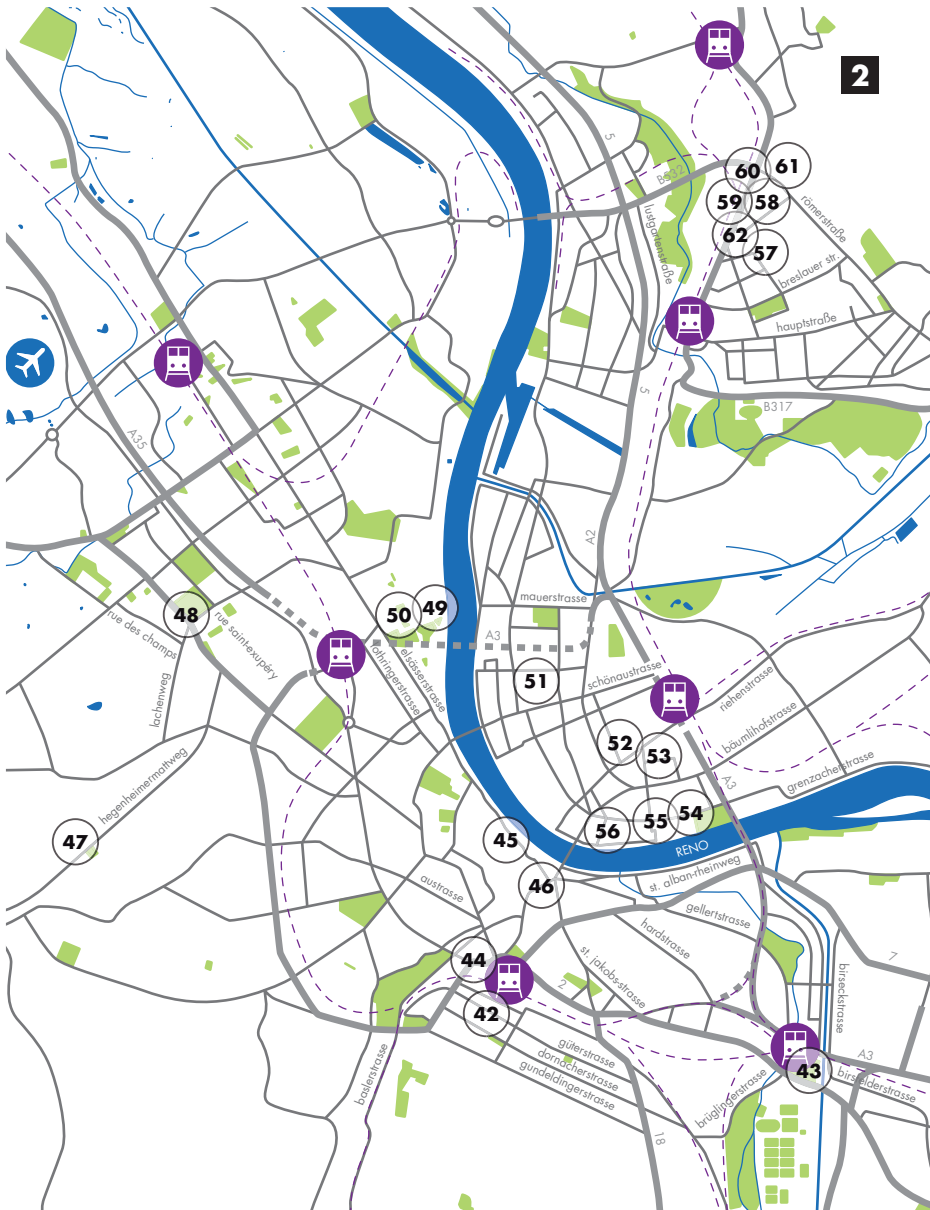 2
5
B532
60
61
59
58
62
57
lustgartenstraße
römerstraße
breslauer str.
hauptstraße
5
B317
A35
A2
mauerstrasse
48
50
49
rue des champs
rue saint-exupéry
lachenweg
lothringerstrasse
elsässerstrasse
A3
51
schönaustrasse
riehenstrasse
bäumlihofstrasse
52
53
A3
grenzacherstrasse
hegenheimermattweg
47
45
56
55
54
RENO
46
st. alban-rheinweg
austrasse
gellertstrasse
hardstrasse
44
st. jakobs-strasse
2
7
birseckstrasse
42
güterstrasse
dornacherstrasse
gundeldingerstrasse
baslerstrasse
A3
43
birsfelderstrasse
brüglingerstrasse
18